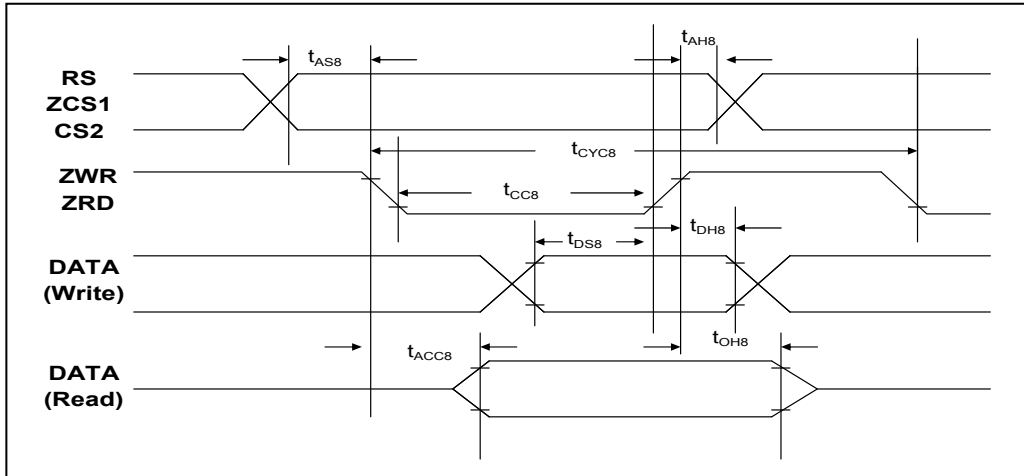 tAS8
tAH8
RS
ZCS1
CS2
tCYC8
ZWR
ZRD
tCC8
tDS8
tDH8
DATA
(Write)
tACC8
tOH8
DATA
(Read)